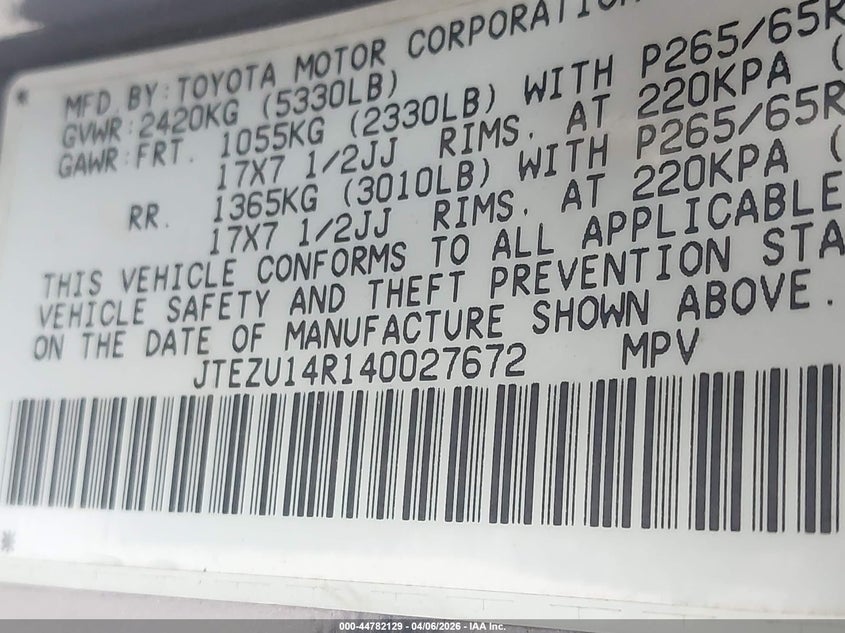 MFD. BY: TOYOTA MOTOR CORPORATION
GVWR: 2420KG (5330LB)
GAWR: FRT. 1055KG (2330LB) WITH P265/65R
17X7 1/2JJ RIMS. AT 220KPA (
RR. 1365KG (3010LB) WITH P265/65R
17X7 1/2JJ RIMS. AT 220KPA (
THIS VEHICLE CONFORMS TO ALL APPLICABLE
VEHICLE SAFETY AND THEFT PREVENTION STA
ON THE DATE OF MANUFACTURE SHOWN ABOVE.
JTEZU14R140027672 MPV
000-44782129 - 04/06/2026 - IAA Inc.